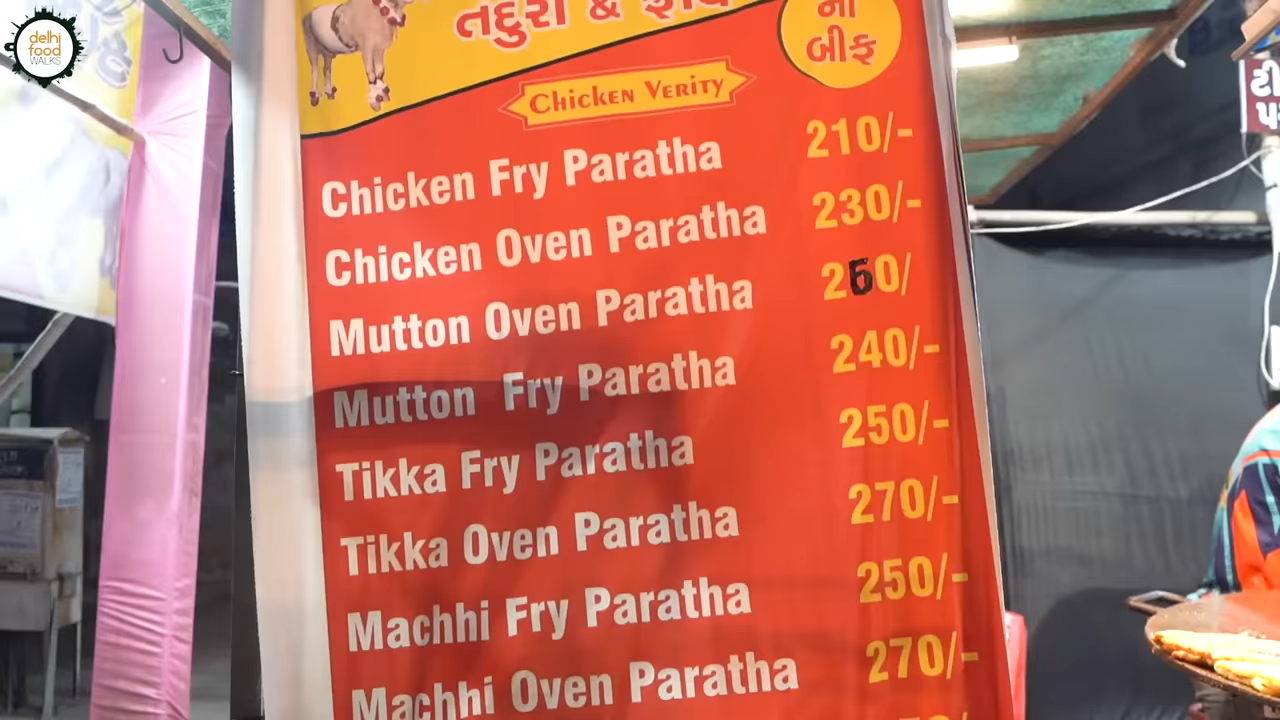 delhi
food
WALKS
તંદુરી &
નો
બીફ
Chicken Verity
Chicken Fry Paratha 210/-
Chicken Oven Paratha 230/-
Mutton Oven Paratha 260/
Mutton Fry Paratha 240/-
Tikka Fry Paratha 250/-
Tikka Oven Paratha 270/-
Machhi Fry Paratha 250/-
Machhi Oven Paratha 270/-